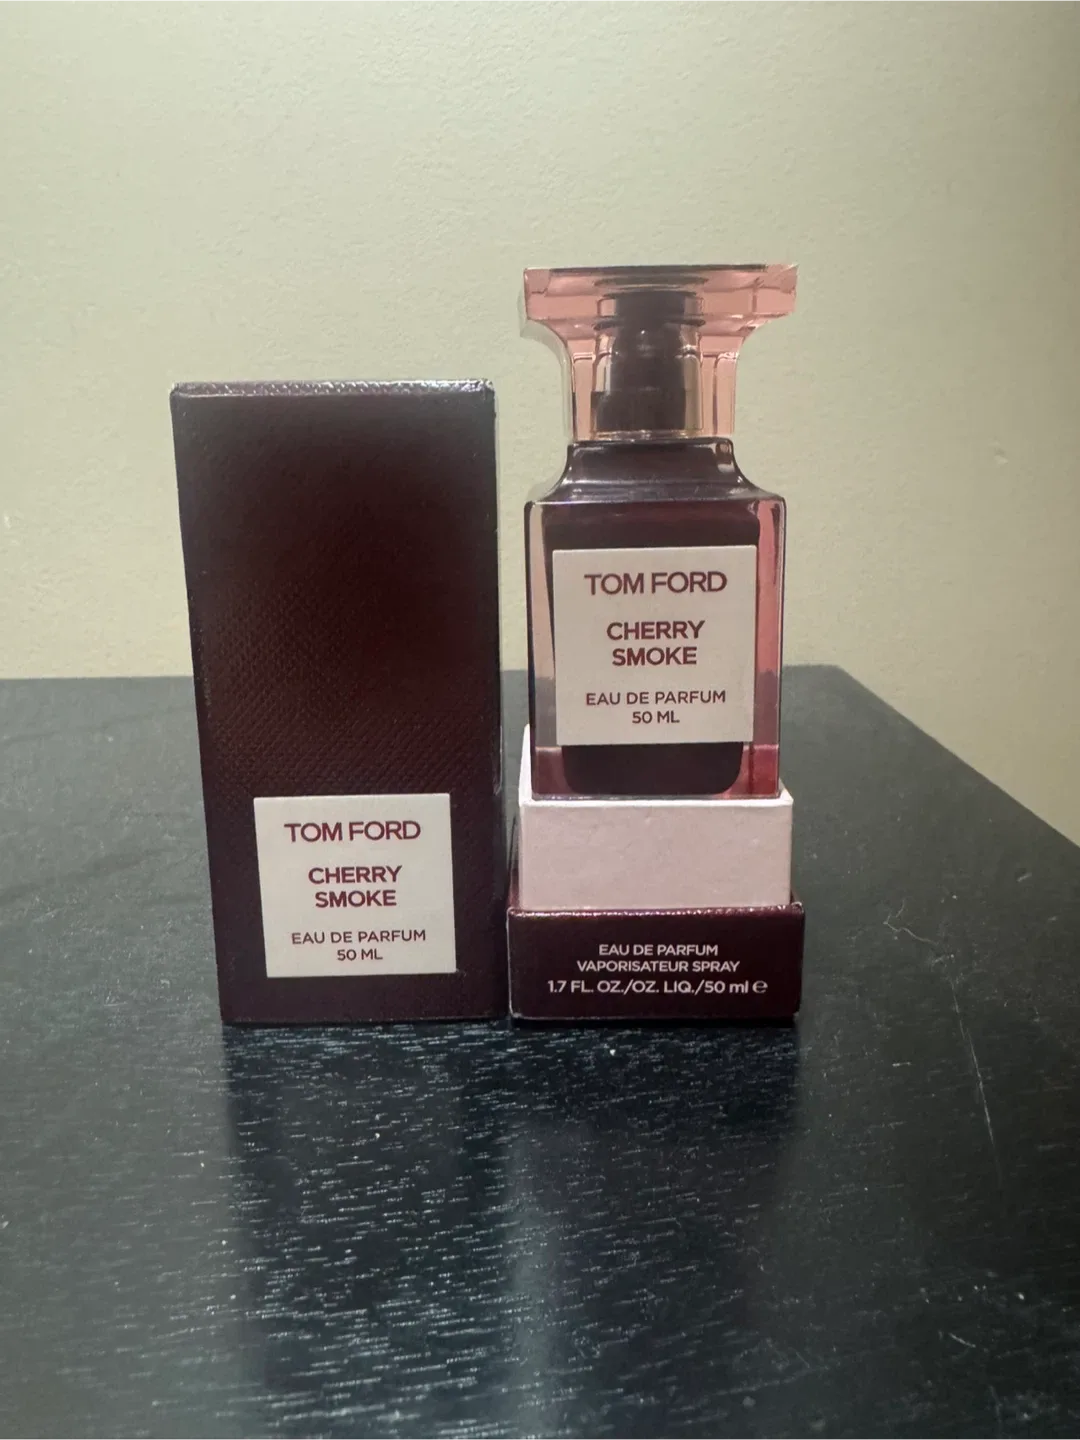 TOM FORD
CHERRY
SMOKE
EAU DE PARFUM
50 ML
TOM FORD
CHERRY
SMOKE
EAU DE PARFUM
50 ML
EAU DE PARFUM
VAPORISATEUR SPRAY
1.7 FL. OZ./OZ. LIQ./50 ml ℮